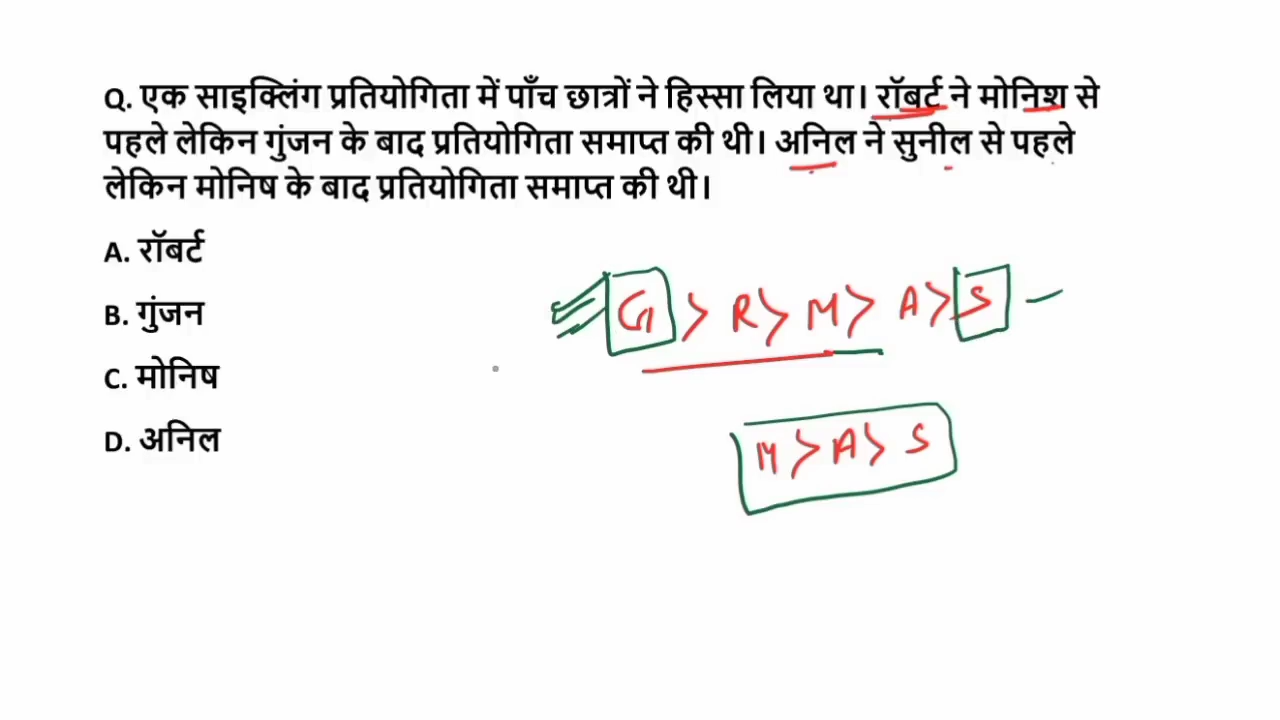 Q. एक साइक्लिंग प्रतियोगिता में पाँच छात्रों ने हिस्सा लिया था। रॉबर्ट ने मोनिश से
पहले लेकिन गुंजन के बाद प्रतियोगिता समाप्त की थी। अनिल ने सुनील से पहले
लेकिन मोनिष के बाद प्रतियोगिता समाप्त की थी।
A. रॉबर्ट
B. गुंजन
C. मोनिष
D. अनिल
G > R > M > A > S
M > A > S